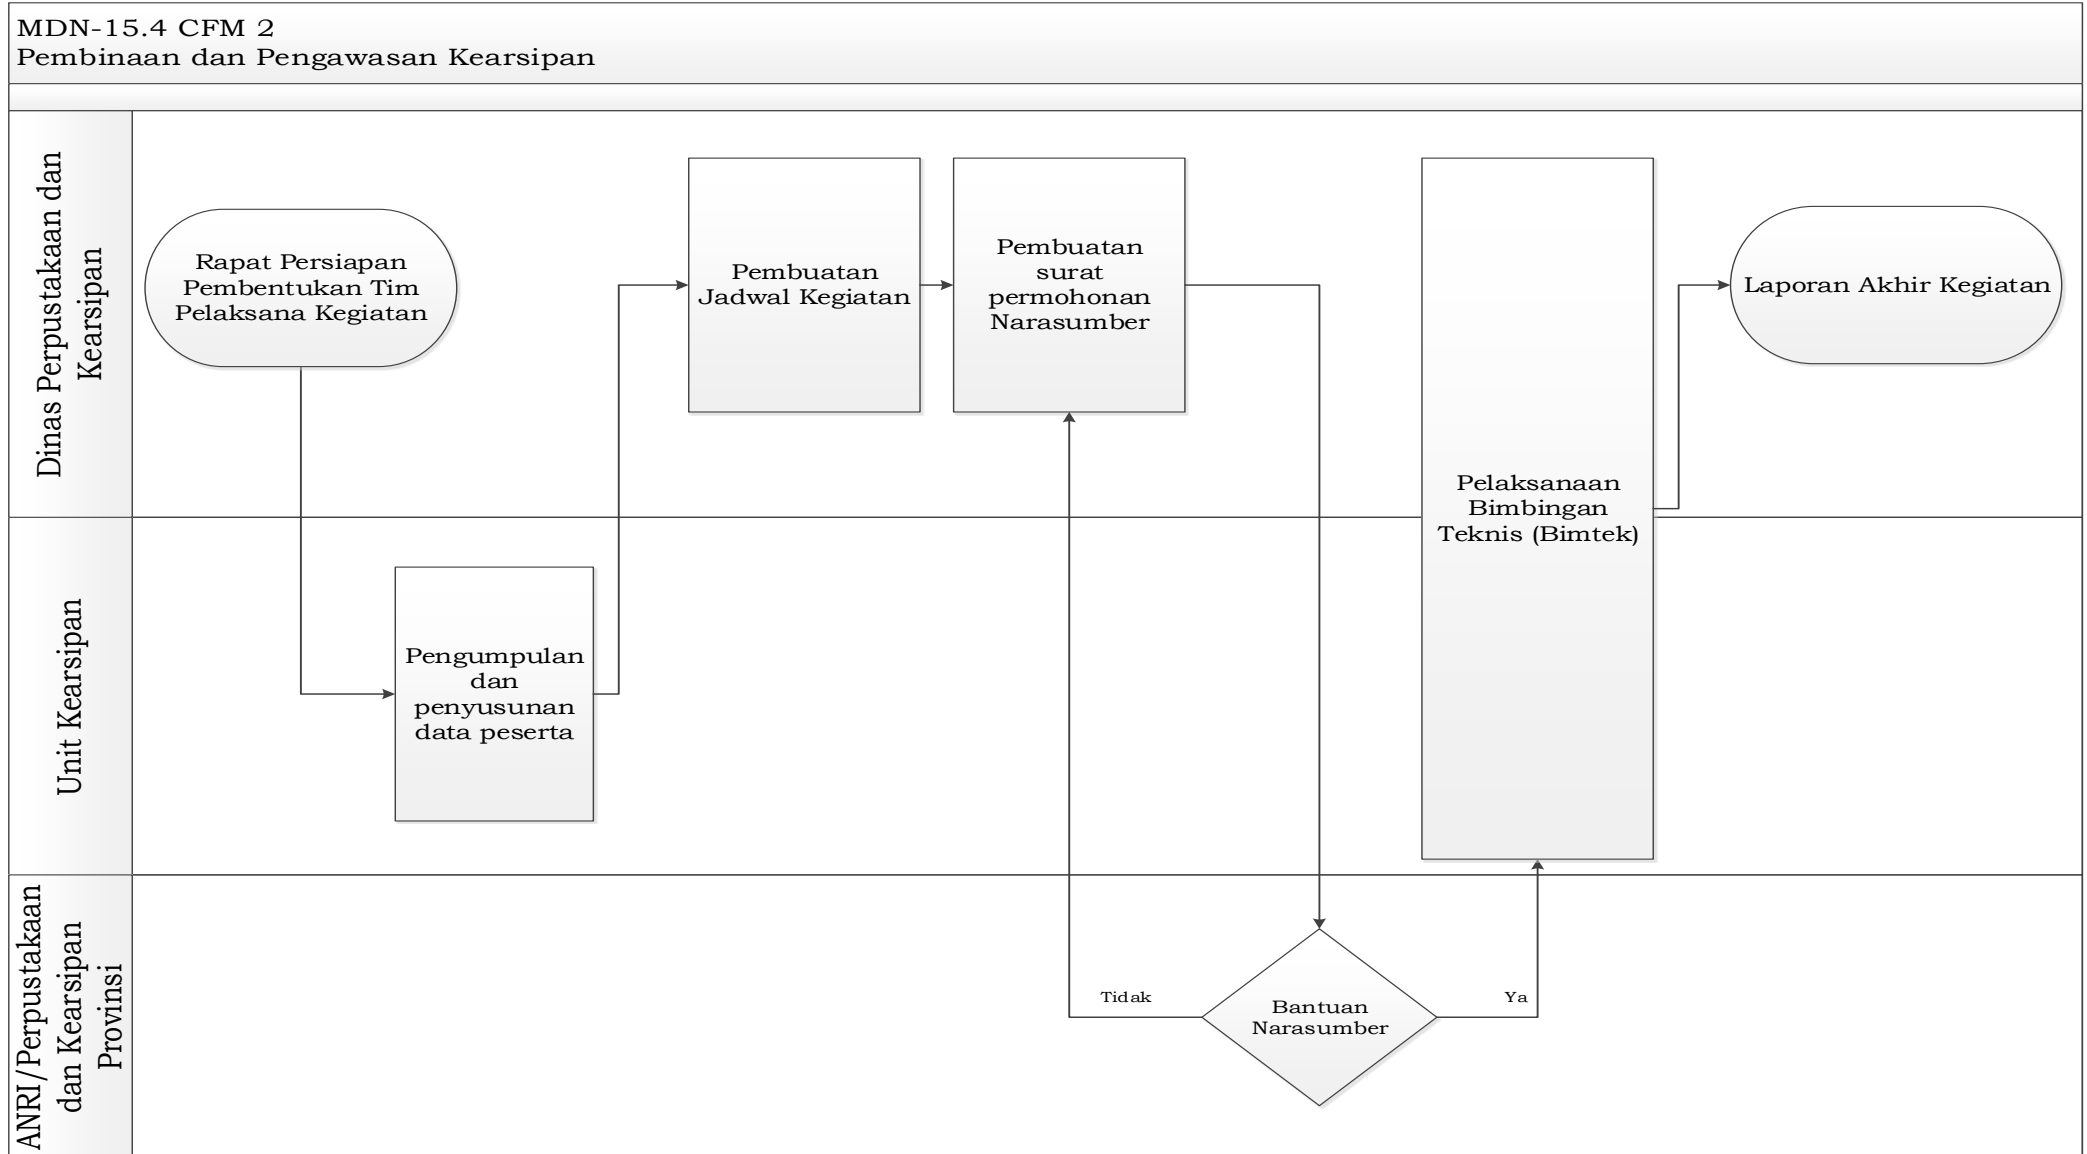 MDN-15.4 CFM 2
Pembinaan dan Pengawasan Kearsipan
Dinas Perpustakaan dan
Kearsipan
Rapat Persiapan
Pembentukan Tim
Pelaksana Kegiatan
Pembuatan
Jadwal Kegiatan
Pembuatan
surat
permohonan
Narasumber
Pelaksanaan
Bimbingan
Teknis (Bimtek)
Laporan Akhir Kegiatan
Unit Kearsipan
Pengumpulan
dan
penyusunan
data peserta
ANRI/Perpustakaan
dan Kearsipan
Provinsi
Tidak
Bantuan
Narasumber
Ya